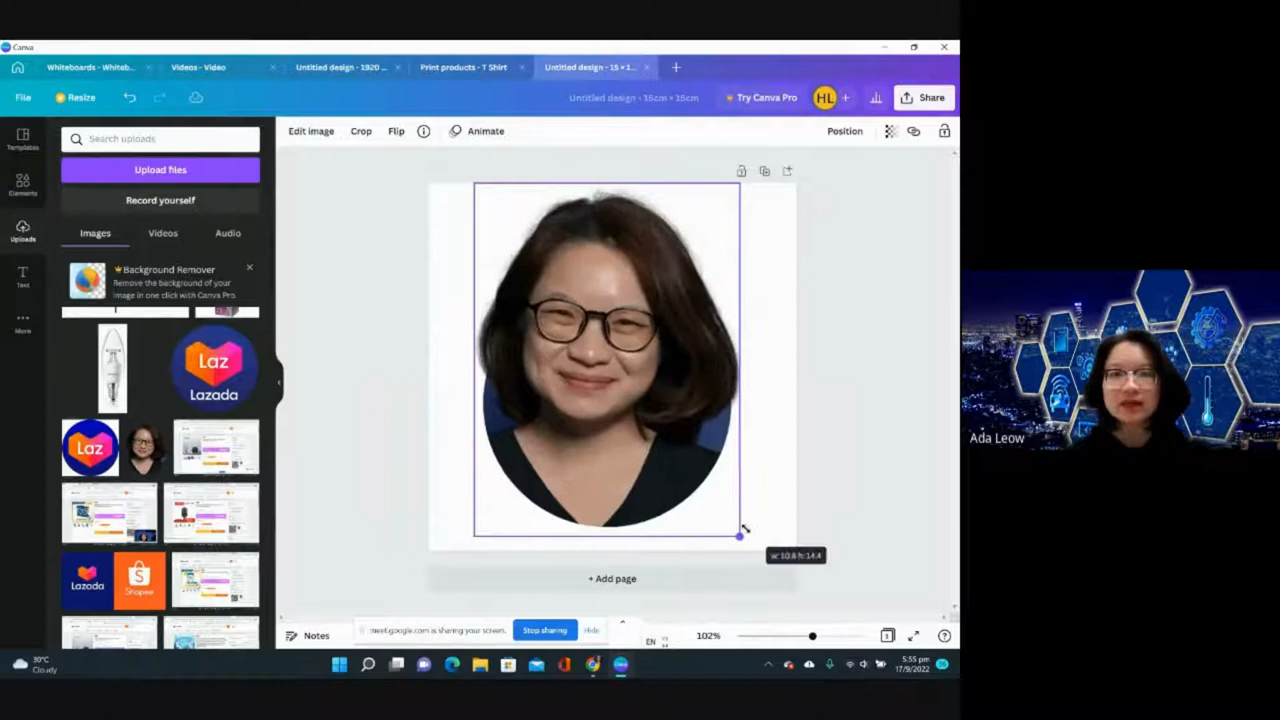 Canva
Whiteboards - Whiteb...
Videos - Video
Untitled design - 1920 ...
Print products - T Shirt
Untitled design - 15 × 1...
File
Resize
Untitled design - 15cm × 15cm
Try Canva Pro
HL
Share
Templates
Elements
Uploads
Text
More
Search uploads
Upload files
Record yourself
Images
Videos
Audio
Background Remover
Remove the background of your
image in one click with Canva Pro.
Laz
Lazada
Laz
Lazada
Shopee
Edit image
Crop
Flip
Animate
Position
w: 10.8 h: 14.4
+ Add page
Notes
meet.google.com is sharing your screen.
Stop sharing
Hide
EN
102%
30°C
Cloudy
5:55 pm
17/9/2022
Ada Leow